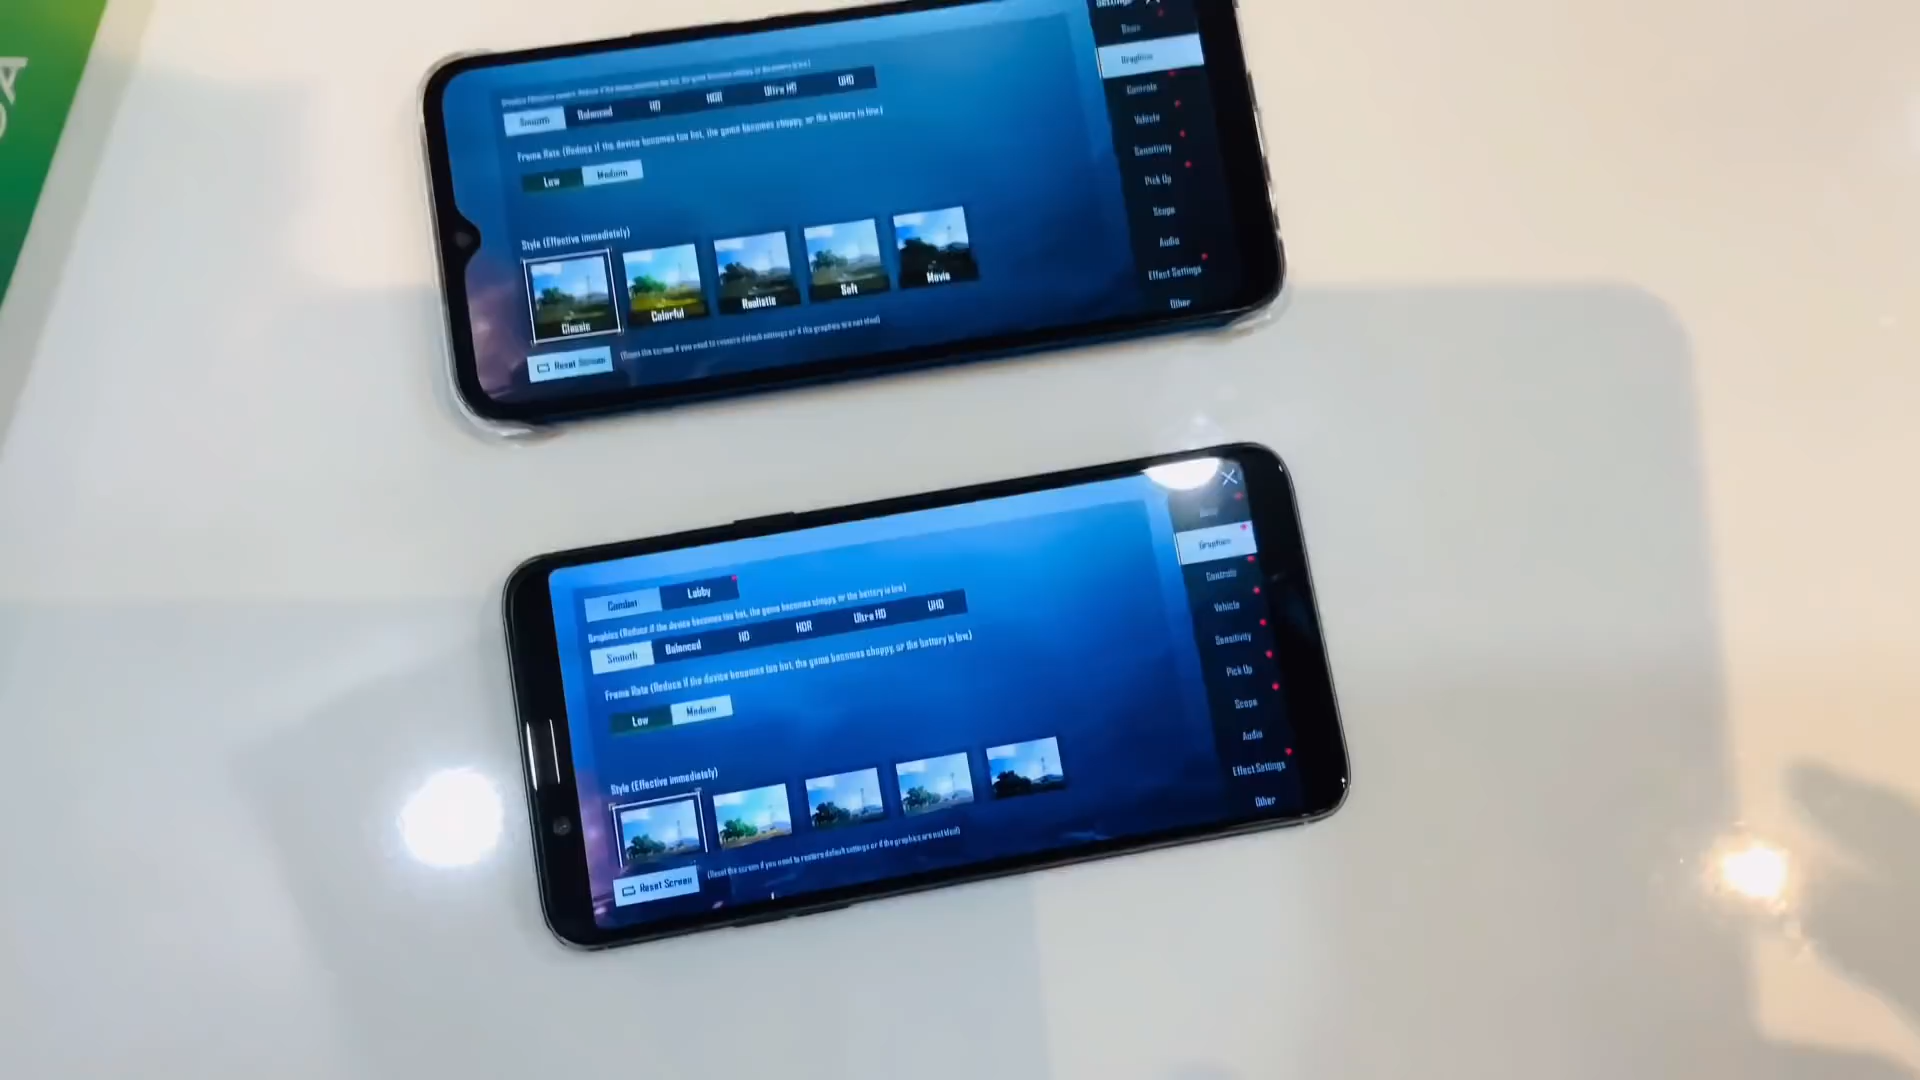 Smooth Balanced HD HDR Ultra HD UHD
Frame Rate (Reduce if the device becomes too hot, the game becomes choppy, or the battery is low)
Low Medium
Style (Effective immediately)
Classic Colorful Realistic Soft Movie
Reset Screen (Reset the screen if you need to restore default settings or if the graphics are not ideal)
Graphics
Controls
Vehicle
Sensitivity
Pick Up
Scope
Audio
Effect Settings
Other
Combat Lobby
Graphics (Reduce if the device becomes too hot, the game becomes choppy, or the battery is low)
Smooth Balanced HD HDR Ultra HD UHD
Frame Rate (Reduce if the device becomes too hot, the game becomes choppy, or the battery is low)
Low Medium
Style (Effective immediately)
Reset Screen (Reset the screen if you need to restore default settings or if the graphics are not ideal)
Graphics
Controls
Vehicle
Sensitivity
Pick Up
Scope
Audio
Effect Settings
Other